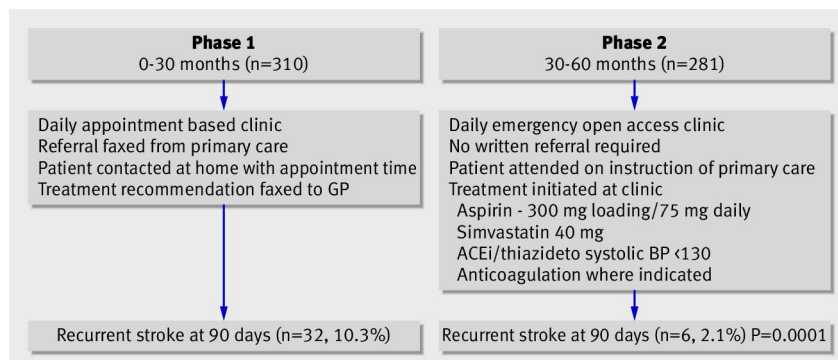 Phase 1
0-30 months (n=310)
Daily appointment based clinic
Referral faxed from primary care
Patient contacted at home with appointment time
Treatment recommendation faxed to GP
Recurrent stroke at 90 days (n=32, 10.3%)
Phase 2
30-60 months (n=281)
Daily emergency open access clinic
No written referral required
Patient attended on instruction of primary care
Treatment initiated at clinic
Aspirin - 300 mg loading/75 mg daily
Simvastatin 40 mg
ACEi/thiazideto systolic BP <130
Anticoagulation where indicated
Recurrent stroke at 90 days (n=6, 2.1%) P=0.0001